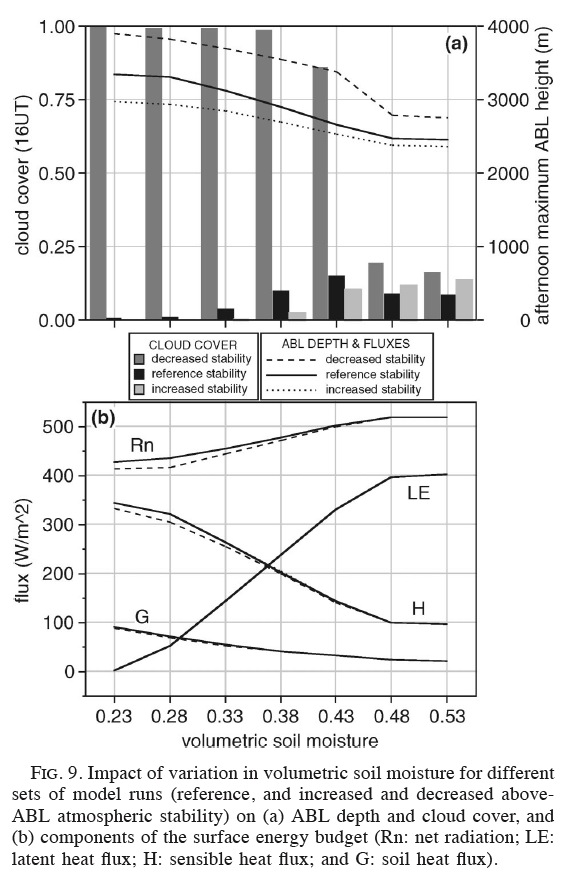 1.00
0.75
0.50
0.25
0.00
cloud cover (16UT)
(a)
4000
3000
2000
1000
0
afternoon maximum ABL height (m)
CLOUD COVER
decreased stability
reference stability
increased stability
ABL DEPTH & FLUXES
decreased stability
reference stability
increased stability
(b)
500
400
300
200
100
0
flux (W/m^2)
Rn
LE
H
G
0.23 0.28 0.33 0.38 0.43 0.48 0.53
volumetric soil moisture
FIG. 9. Impact of variation in volumetric soil moisture for different
sets of model runs (reference, and increased and decreased above-
ABL atmospheric stability) on (a) ABL depth and cloud cover, and
(b) components of the surface energy budget (Rn: net radiation; LE:
latent heat flux; H: sensible heat flux; and G: soil heat flux).